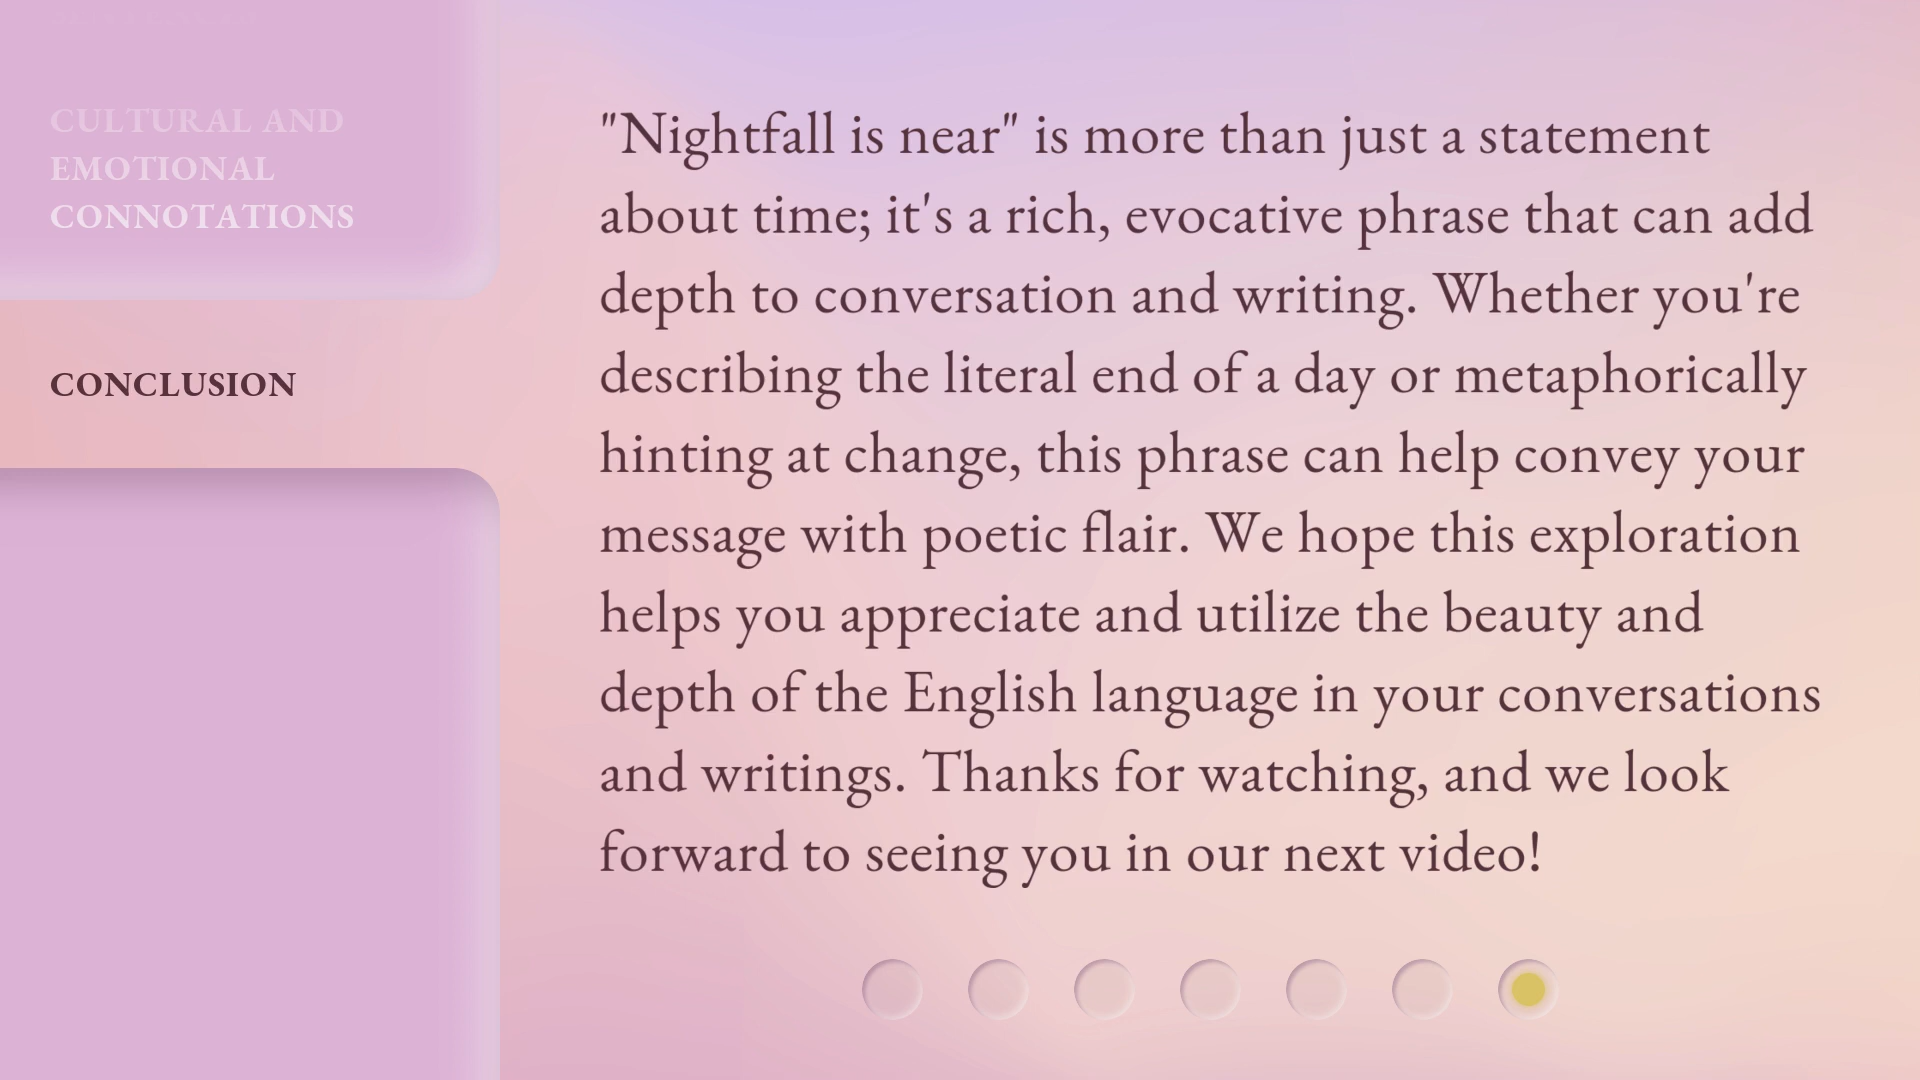 CULTURAL AND
EMOTIONAL
CONNOTATIONS
CONCLUSION
"Nightfall is near" is more than just a statement
about time; it's a rich, evocative phrase that can add
depth to conversation and writing. Whether you're
describing the literal end of a day or metaphorically
hinting at change, this phrase can help convey your
message with poetic flair. We hope this exploration
helps you appreciate and utilize the beauty and
depth of the English language in your conversations
and writings. Thanks for watching, and we look
forward to seeing you in our next video!